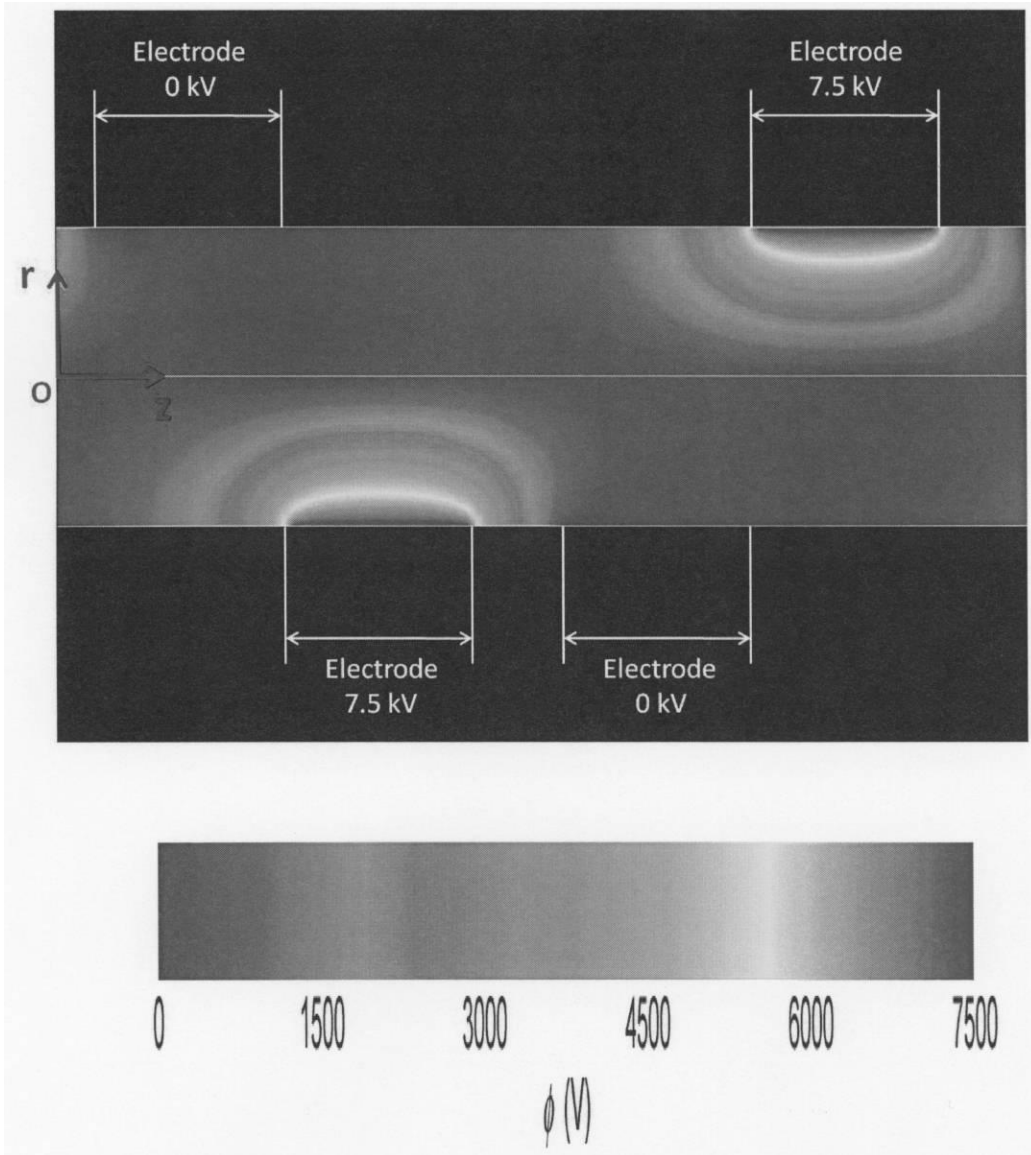 Electrode
0 kV
Electrode
7.5 kV
r
O
z
Electrode
7.5 kV
Electrode
0 kV
0 1500 3000 4500 6000 7500
ϕ (V)